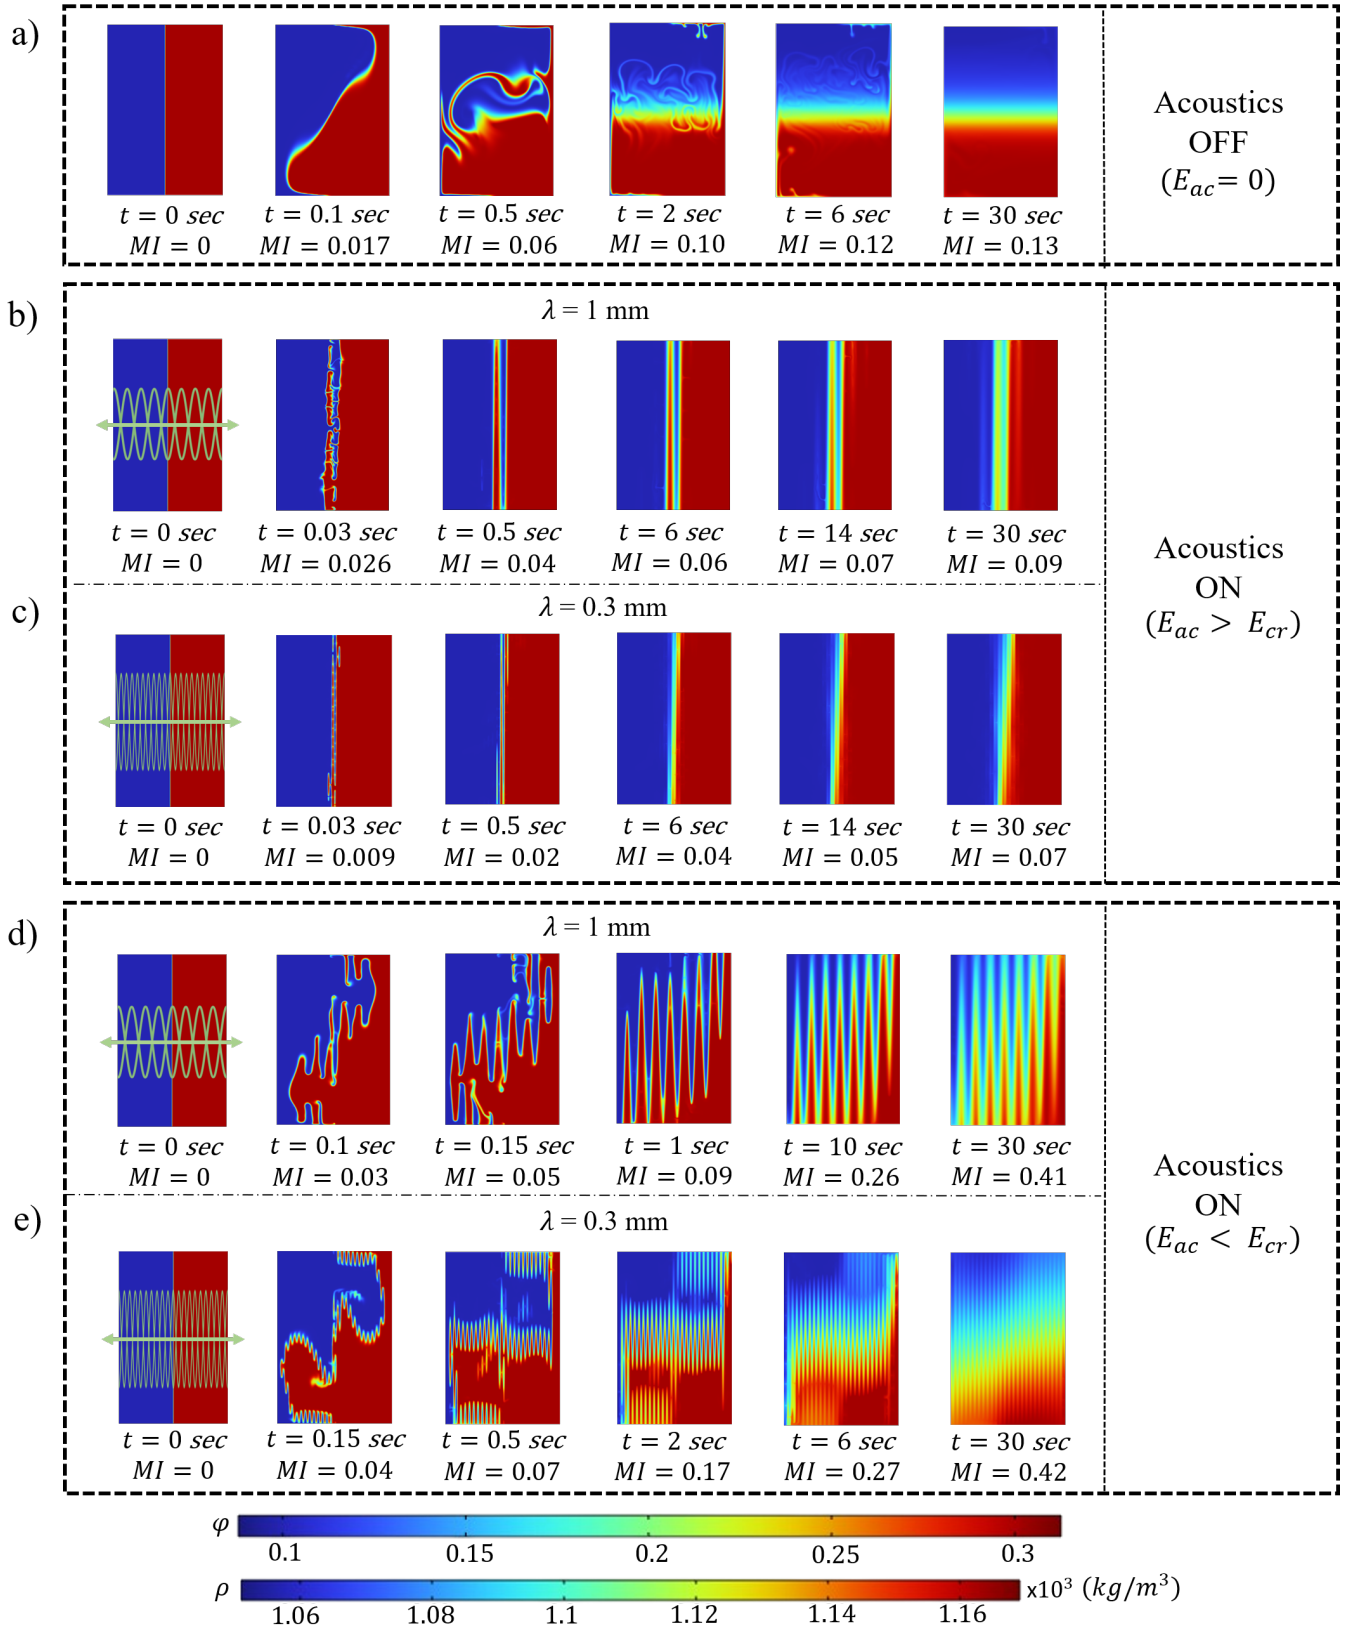 a)
t = 0 sec t = 0.1 sec t = 0.5 sec t = 2 sec t = 6 sec t = 30 sec
MI = 0 MI = 0.017 MI = 0.06 MI = 0.10 MI = 0.12 MI = 0.13
Acoustics
OFF
(E_ac = 0)
b)
λ = 1 mm
t = 0 sec t = 0.03 sec t = 0.5 sec t = 6 sec t = 14 sec t = 30 sec
MI = 0 MI = 0.026 MI = 0.04 MI = 0.06 MI = 0.07 MI = 0.09
c)
λ = 0.3 mm
t = 0 sec t = 0.03 sec t = 0.5 sec t = 6 sec t = 14 sec t = 30 sec
MI = 0 MI = 0.009 MI = 0.02 MI = 0.04 MI = 0.05 MI = 0.07
Acoustics
ON
(E_ac > E_cr)
d)
λ = 1 mm
t = 0 sec t = 0.1 sec t = 0.15 sec t = 1 sec t = 10 sec t = 30 sec
MI = 0 MI = 0.03 MI = 0.05 MI = 0.09 MI = 0.26 MI = 0.41
e)
λ = 0.3 mm
t = 0 sec t = 0.15 sec t = 0.5 sec t = 2 sec t = 6 sec t = 30 sec
MI = 0 MI = 0.04 MI = 0.07 MI = 0.17 MI = 0.27 MI = 0.42
Acoustics
ON
(E_ac < E_cr)
φ
0.1 0.15 0.2 0.25 0.3
ρ x10³ (kg/m³)
1.06 1.08 1.1 1.12 1.14 1.16